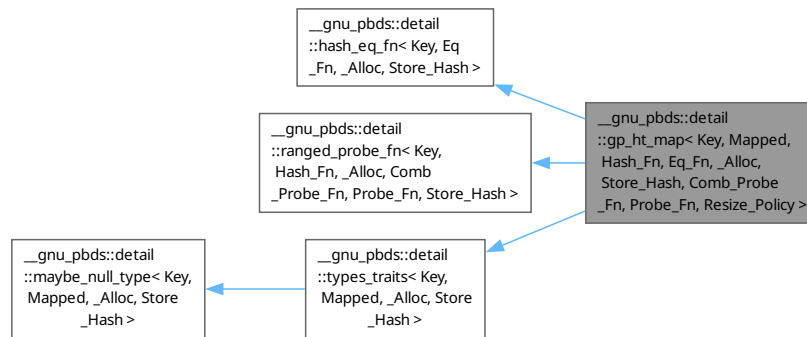 __gnu_pbds::detail
::hash_eq_fn< Key, Eq
_Fn, _Alloc, Store_Hash >
__gnu_pbds::detail
::ranged_probe_fn< Key,
Hash_Fn, _Alloc, Comb
_Probe_Fn, Probe_Fn, Store_Hash >
__gnu_pbds::detail
::gp_ht_map< Key, Mapped,
Hash_Fn, Eq_Fn, _Alloc,
Store_Hash, Comb_Probe
_Fn, Probe_Fn, Resize_Policy >
__gnu_pbds::detail
::maybe_null_type< Key,
Mapped, _Alloc, Store
_Hash >
__gnu_pbds::detail
::types_traits< Key,
Mapped, _Alloc, Store
_Hash >